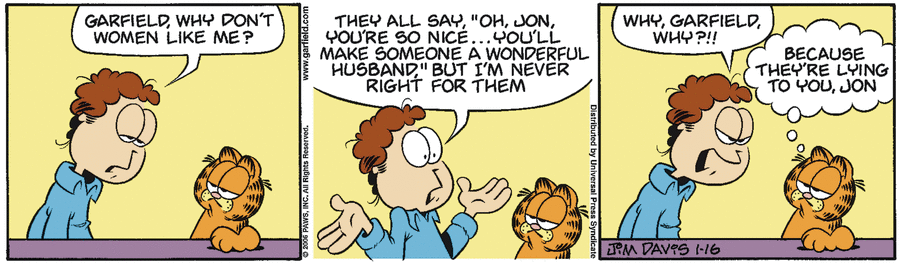 GARFIELD, WHY DON'T
WOMEN LIKE ME?
© 2006 PAWS, INC. All Rights Reserved.
www.garfield.com
THEY ALL SAY, "OH, JON,
YOU'RE SO NICE...YOU'LL
MAKE SOMEONE A WONDERFUL
HUSBAND," BUT I'M NEVER
RIGHT FOR THEM
Distributed by Universal Press Syndicate
WHY, GARFIELD,
WHY?!!
BECAUSE
THEY'RE LYING
TO YOU, JON
JIM DAVIS 1-16